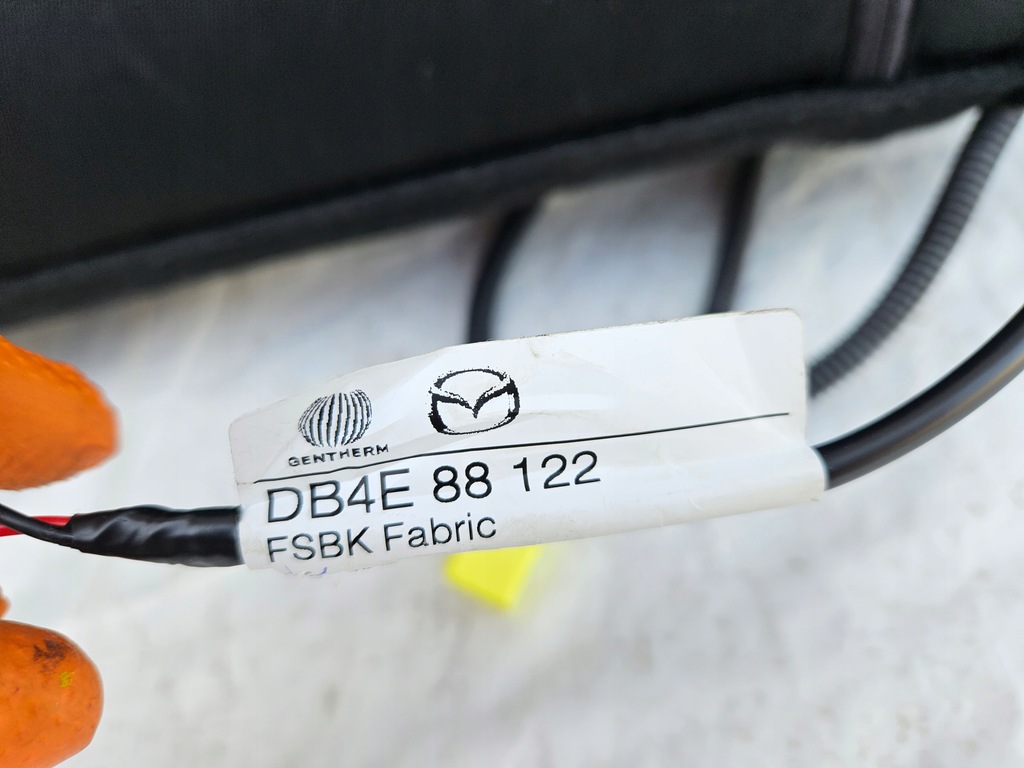 GENTHERM
DB4E 88 122
FSBK Fabric